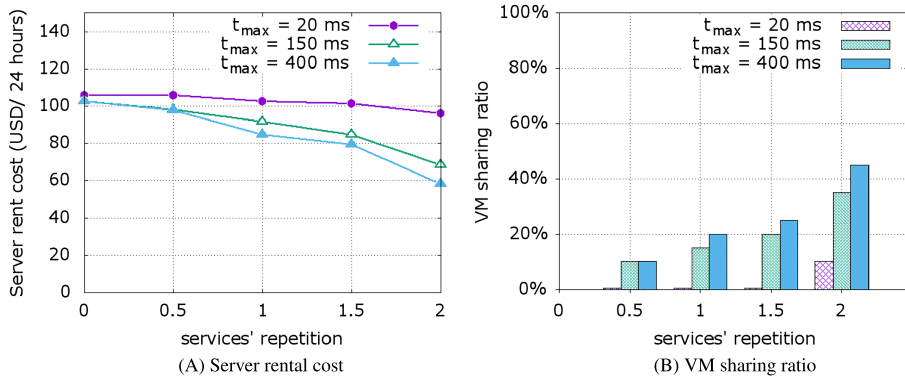 Server rent cost (USD/ 24 hours)
140
120
100
80
60
40
20
0
0 0.5 1 1.5 2
services' repetition
t_max = 20 ms
t_max = 150 ms
t_max = 400 ms
(A) Server rental cost
VM sharing ratio
100%
80%
60%
40%
20%
0%
0 0.5 1 1.5 2
services' repetition
t_max = 20 ms
t_max = 150 ms
t_max = 400 ms
(B) VM sharing ratio